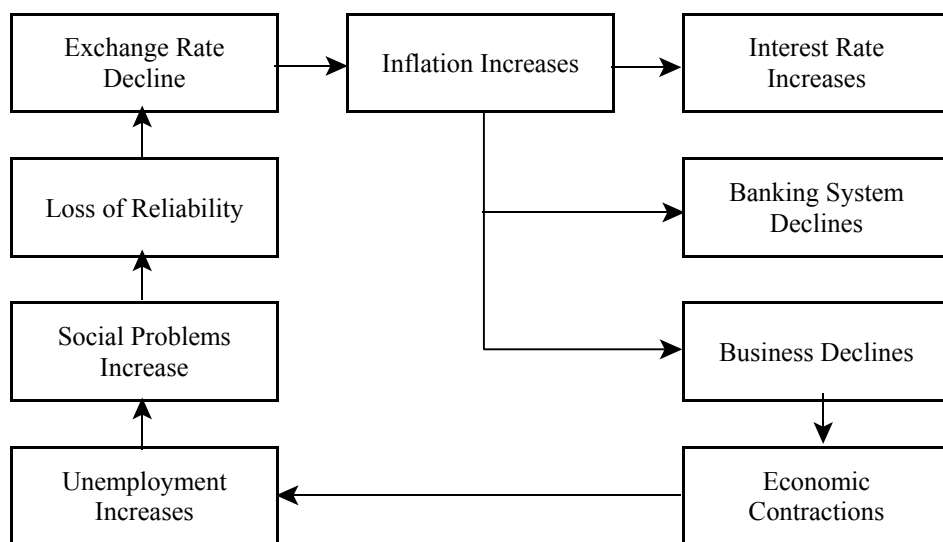 Exchange Rate
Decline
Inflation Increases
Interest Rate
Increases
Loss of Reliability
Banking System
Declines
Social Problems
Increase
Business Declines
Unemployment
Increases
Economic
Contractions